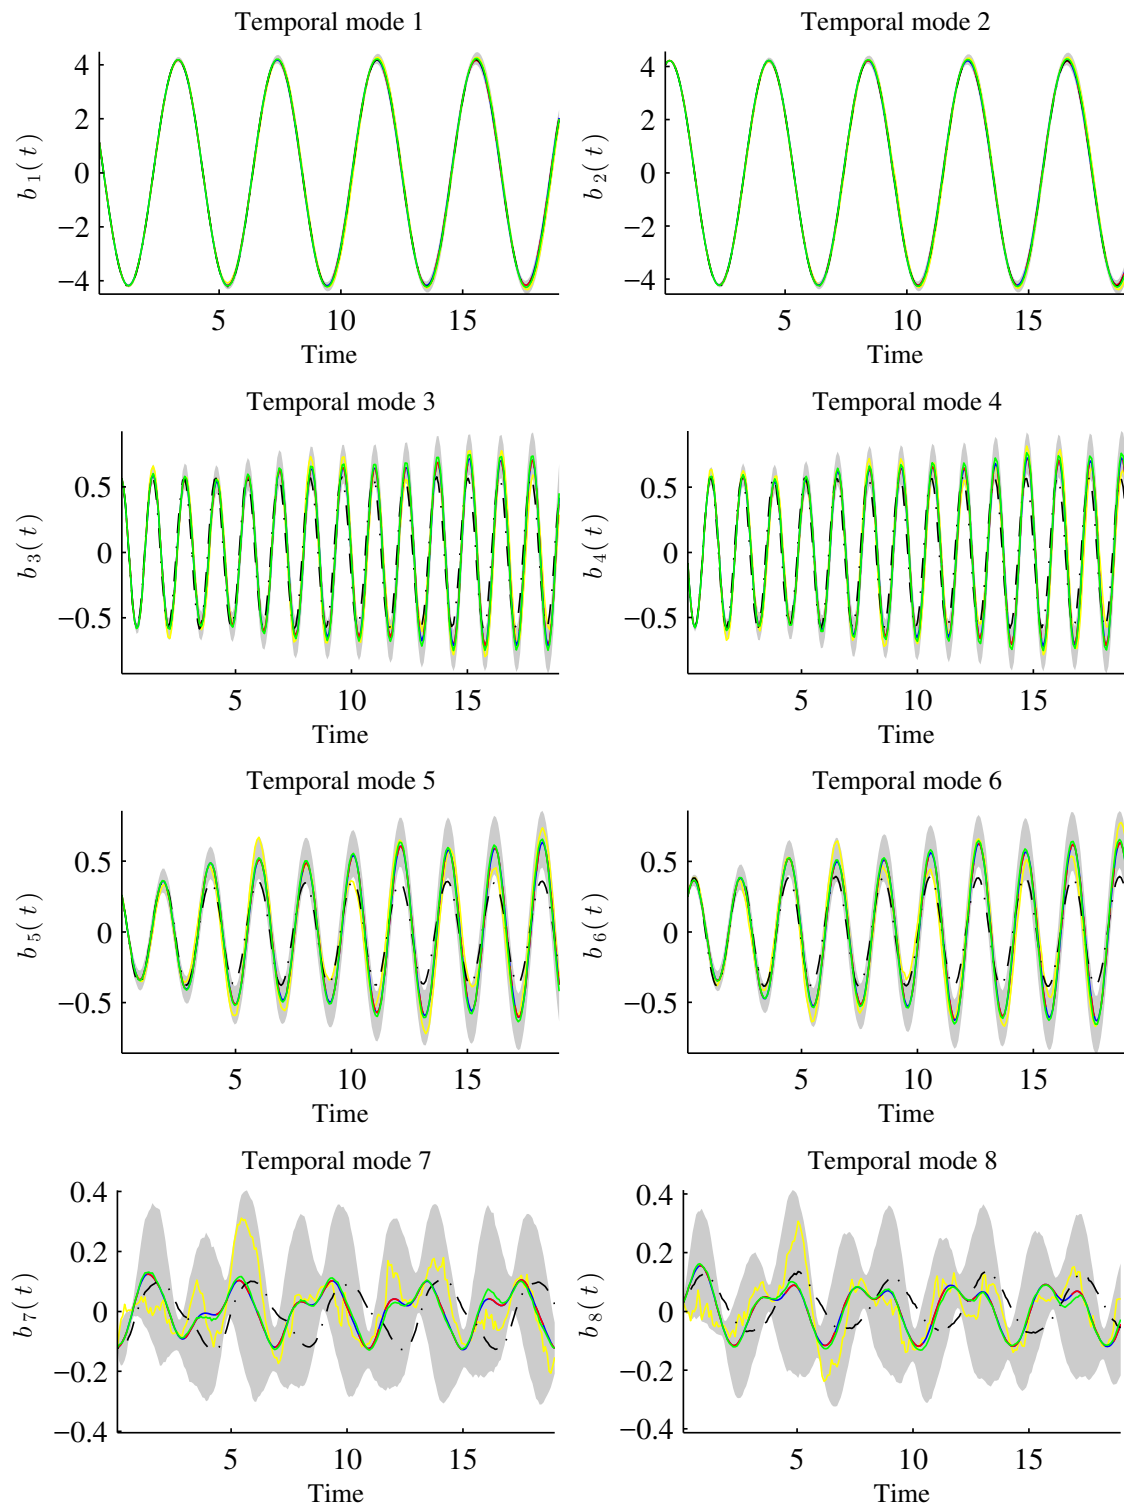 Temporal mode 1
Temporal mode 2
4
2
0
−2
−4
b1(t)
5
10
15
Time
4
2
0
−2
−4
b2(t)
5
10
15
Time
Temporal mode 3
Temporal mode 4
0.5
0
−0.5
b3(t)
5
10
15
Time
0.5
0
−0.5
b4(t)
5
10
15
Time
Temporal mode 5
Temporal mode 6
0.5
0
−0.5
b5(t)
5
10
15
Time
0.5
0
−0.5
b6(t)
5
10
15
Time
Temporal mode 7
Temporal mode 8
0.4
0.2
0
−0.2
−0.4
b7(t)
5
10
15
Time
0.4
0.2
0
−0.2
−0.4
b8(t)
5
10
15
Time